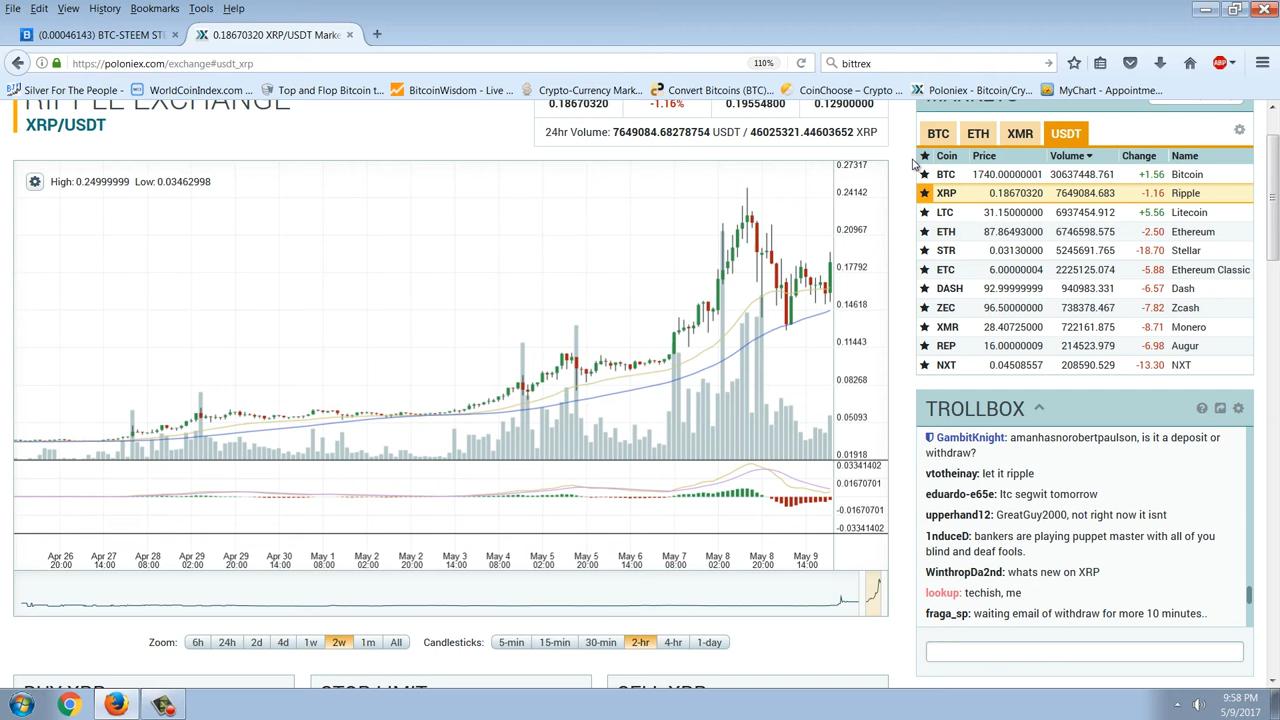 File Edit View History Bookmarks Tools Help
(0.00046143) BTC-STEEM ST × 0.18670320 XRP/USDT Marke × +
https://poloniex.com/exchange#usdt_xrp 110% bittrex
Silver For The People - WorldCoinIndex.com ... Top and Flop Bitcoin t... BitcoinWisdom - Live ... Crypto-Currency Mark... Convert Bitcoins (BTC)... CoinChoose – Crypto ... Poloniex - Bitcoin/Cry... MyChart - Appointme... ABP
RIPPLE EXCHANGE
XRP/USDT
0.18670320 -1.16% 0.19554800 0.12900000
24hr Volume: 7649084.68278754 USDT / 46025321.44603652 XRP
High: 0.24999999 Low: 0.03462998
0.27317
0.24142
0.20967
0.17792
0.14618
0.11443
0.08268
0.05093
0.01918
0.03341402
0.01670701
-0.01670701
-0.03341402
Apr 26 20:00
Apr 27 14:00
Apr 28 08:00
Apr 29 02:00
Apr 29 20:00
Apr 30 14:00
May 1 08:00
May 2 02:00
May 2 20:00
May 3 14:00
May 4 08:00
May 5 02:00
May 5 20:00
May 6 14:00
May 7 08:00
May 8 02:00
May 8 20:00
May 9 14:00
Zoom: 6h 24h 2d 4d 1w 2w 1m All Candlesticks: 5-min 15-min 30-min 2-hr 4-hr 1-day
BUY XRP STOP-LIMIT SELL XRP
MARKETS
BTC ETH XMR USDT
Coin Price Volume Change Name
BTC 1740.00000001 30637448.761 +1.56 Bitcoin
XRP 0.18670320 7649084.683 -1.16 Ripple
LTC 31.15000000 6937454.912 +5.56 Litecoin
ETH 87.86493000 6746598.575 -2.50 Ethereum
STR 0.03130000 5245691.765 -18.70 Stellar
ETC 6.00000004 2225125.074 -5.88 Ethereum Classic
DASH 92.99999999 940983.331 -6.57 Dash
ZEC 96.50000000 738378.467 -7.82 Zcash
XMR 28.40725000 722161.875 -8.71 Monero
REP 16.00000009 214523.979 -6.98 Augur
NXT 0.04508557 208590.529 -13.30 NXT
TROLLBOX
GambitKnight: amanhasnorobertpaulson, is it a deposit or
withdraw?
vtotheinay: let it ripple
eduardo-e65e: ltc segwit tomorrow
upperhand12: GreatGuy2000, not right now it isnt
1nduceD: bankers are playing puppet master with all of you
blind and deaf fools.
WinthropDa2nd: whats new on XRP
lookup: techish, me
fraga_sp: waiting email of withdraw for more 10 minutes..
9:58 PM
5/9/2017